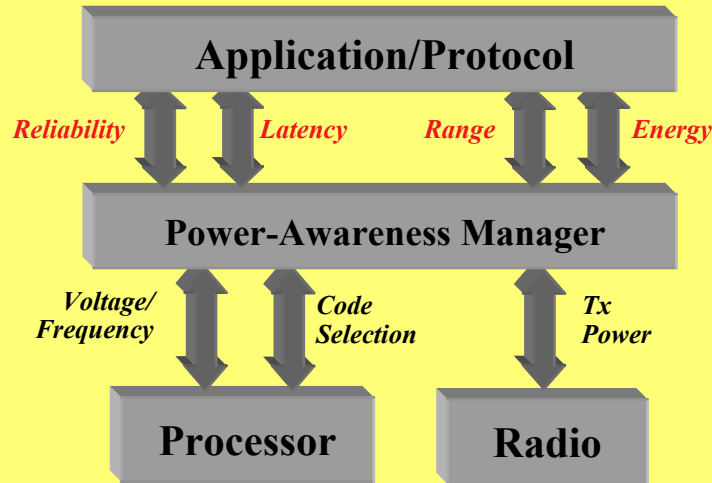 Application/Protocol
Reliability
Latency
Range
Energy
Power-Awareness Manager
Voltage/
Frequency
Code
Selection
Tx
Power
Processor
Radio